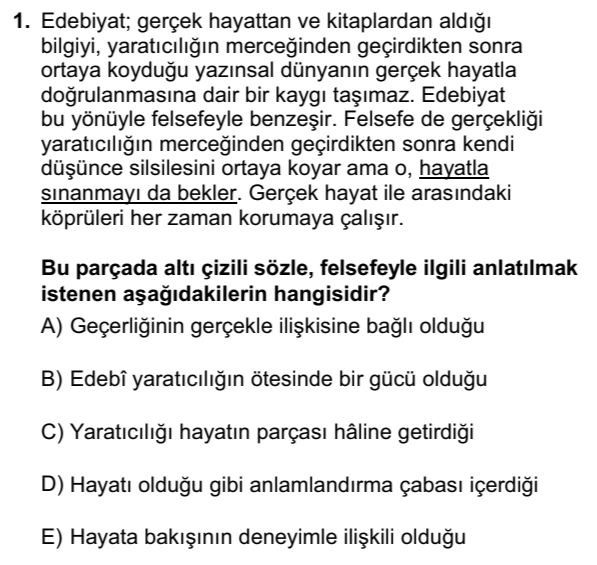 1. Edebiyat; gerçek hayattan ve kitaplardan aldığı
bilgiyi, yaratıcılığın merceğinden geçirdikten sonra
ortaya koyduğu yazınsal dünyanın gerçek hayatla
doğrulanmasına dair bir kaygı taşımaz. Edebiyat
bu yönüyle felsefeyle benzeşir. Felsefe de gerçekliği
yaratıcılığın merceğinden geçirdikten sonra kendi
düşünce silsilesini ortaya koyar ama o, hayatla
sınanmayı da bekler. Gerçek hayat ile arasındaki
köprüleri her zaman korumaya çalışır.
Bu parçada altı çizili sözle, felsefeyle ilgili anlatılmak
istenen aşağıdakilerin hangisidir?
A) Geçerliğinin gerçekle ilişkisine bağlı olduğu
B) Edebî yaratıcılığın ötesinde bir gücü olduğu
C) Yaratıcılığı hayatın parçası hâline getirdiği
D) Hayatı olduğu gibi anlamlandırma çabası içerdiği
E) Hayata bakışının deneyimle ilişkili olduğu